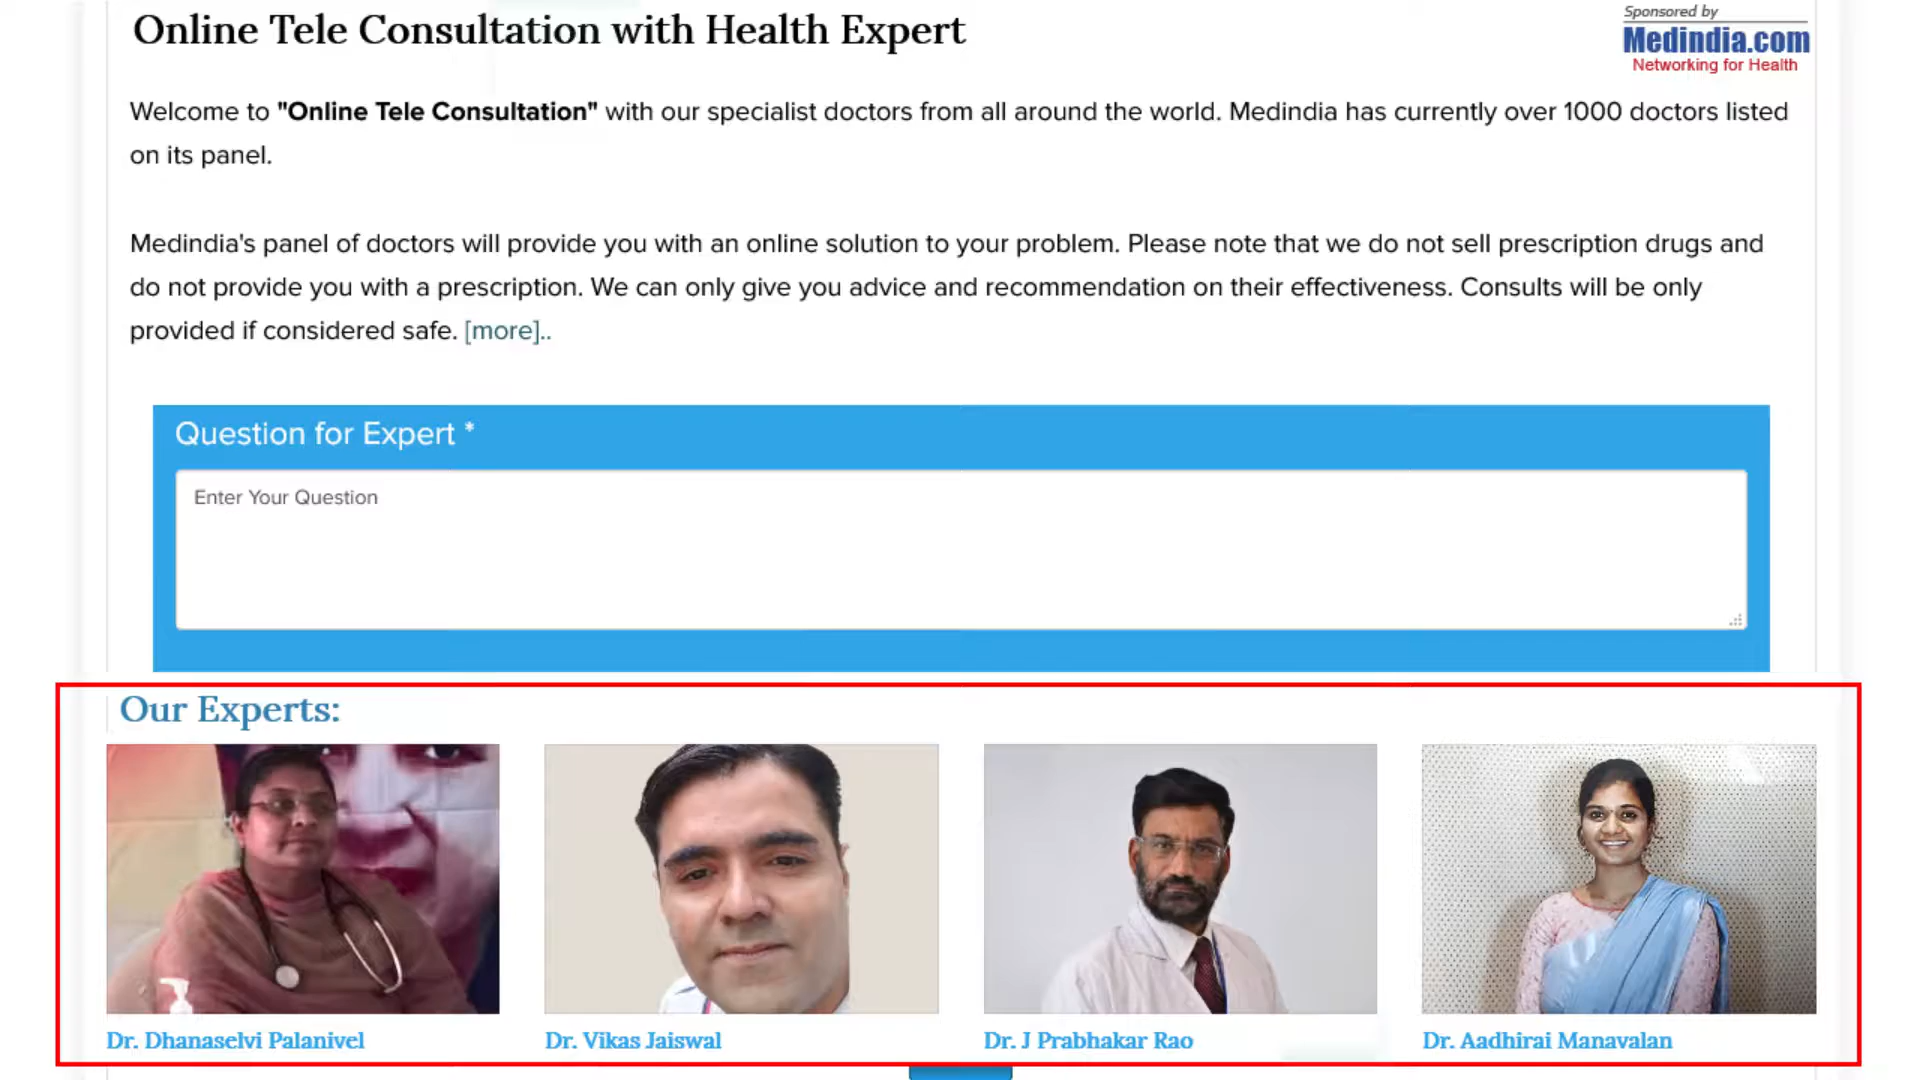 Online Tele Consultation with Health Expert
Sponsored by
Medindia.com
Networking for Health
Welcome to "Online Tele Consultation" with our specialist doctors from all around the world. Medindia has currently over 1000 doctors listed
on its panel.
Medindia's panel of doctors will provide you with an online solution to your problem. Please note that we do not sell prescription drugs and
do not provide you with a prescription. We can only give you advice and recommendation on their effectiveness. Consults will be only
provided if considered safe. [more]..
Question for Expert *
Enter Your Question
Our Experts:
Dr. Dhanaselvi Palanivel
Dr. Vikas Jaiswal
Dr. J Prabhakar Rao
Dr. Aadhirai Manavalan